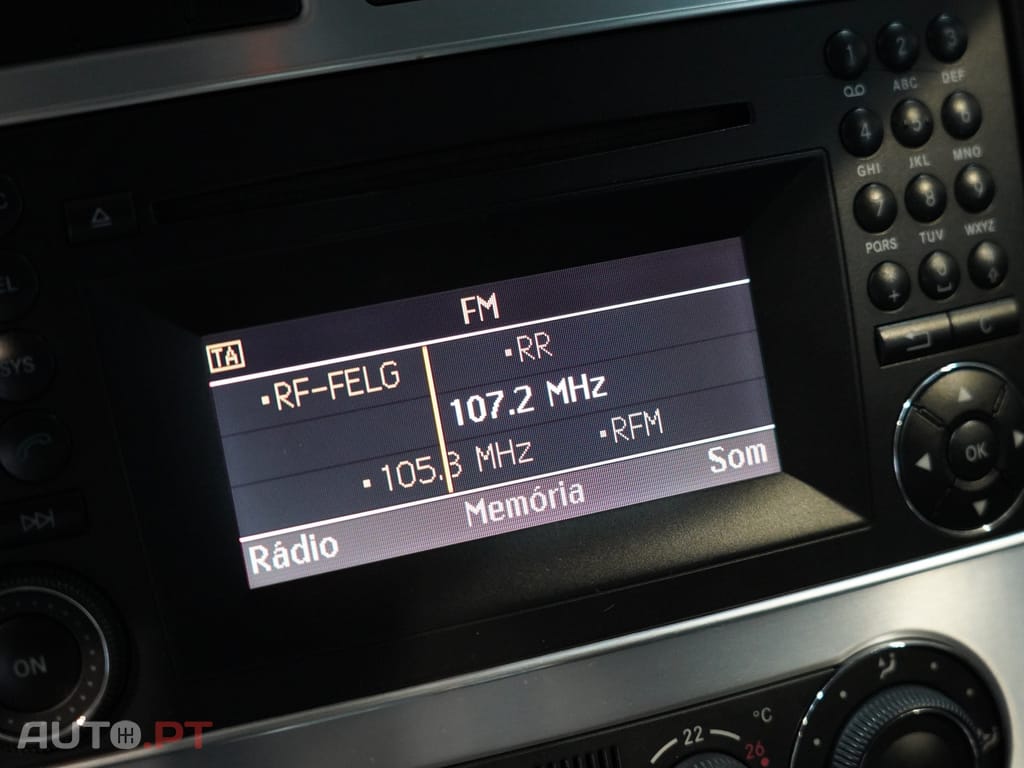 FM
TA
RF-FELG
RR
107.2 MHz
105.3 MHz
RFM
Rádio
Memória
Som
1
2
3
ABC
DEF
4
5
6
GHI
JKL
MNO
7
8
9
PQRS
TUV
WXYZ
*
+
0
OK
SYS
ON
22
°C
26
AUTO.PT